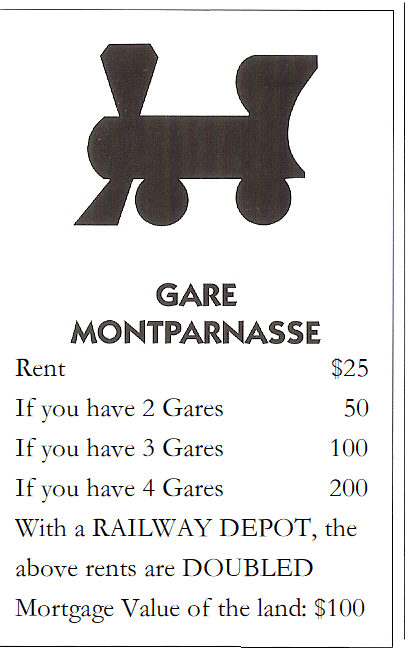 GARE
MONTPARNASSE
Rent $25
If you have 2 Gares 50
If you have 3 Gares 100
If you have 4 Gares 200
With a RAILWAY DEPOT, the
above rents are DOUBLED
Mortgage Value of the land: $100